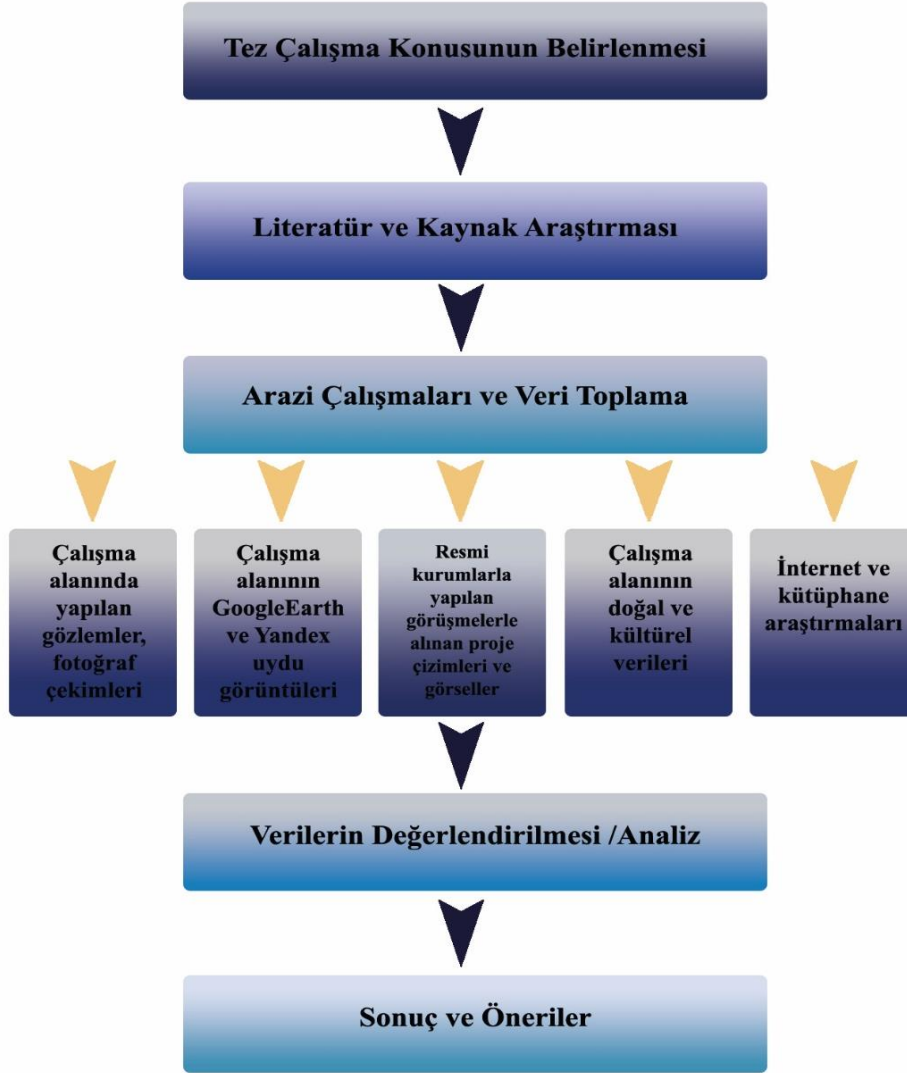 Tez Çalışma Konusunun Belirlenmesi
Literatür ve Kaynak Araştırması
Arazi Çalışmaları ve Veri Toplama
Çalışma
alanında
yapılan
gözlemler,
fotoğraf
çekimleri
Çalışma
alanının
GoogleEarth
ve Yandex
uydu
görüntüleri
Resmi
kurumlarla
yapılan
görüşmelerle
alınan proje
çizimleri ve
görseller
Çalışma
alanının
doğal ve
kültürel
verileri
İnternet ve
kütüphane
araştırmaları
Verilerin Değerlendirilmesi /Analiz
Sonuç ve Öneriler